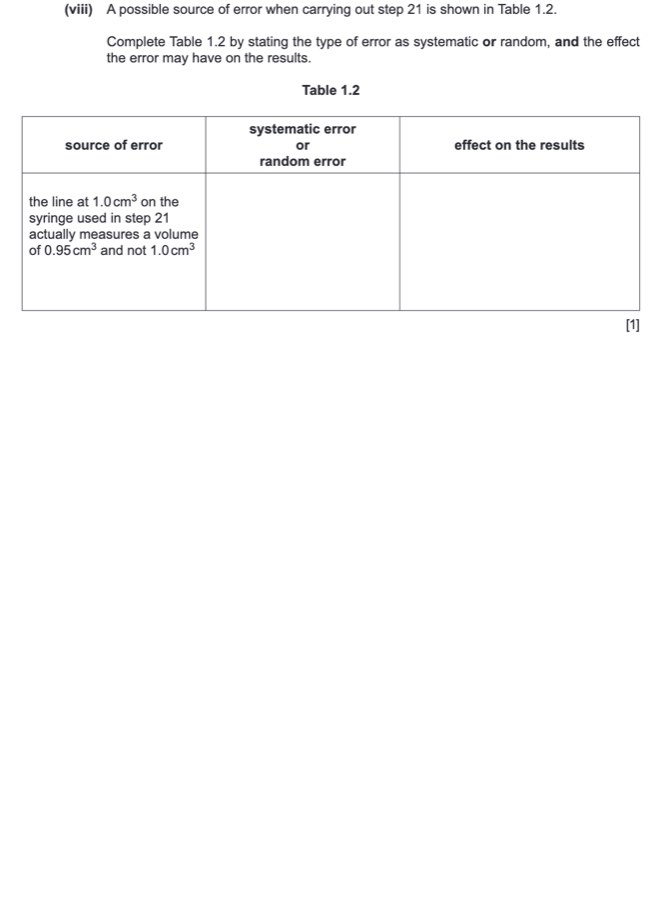 (viii) A possible source of error when carrying out step 21 is shown in Table 1.2.
Complete Table 1.2 by stating the type of error as systematic or random, and the effect
the error may have on the results.
Table 1.2
source of error
systematic error
or
random error
effect on the results
the line at 1.0 cm³ on the
syringe used in step 21
actually measures a volume
of 0.95 cm³ and not 1.0 cm³
[1]